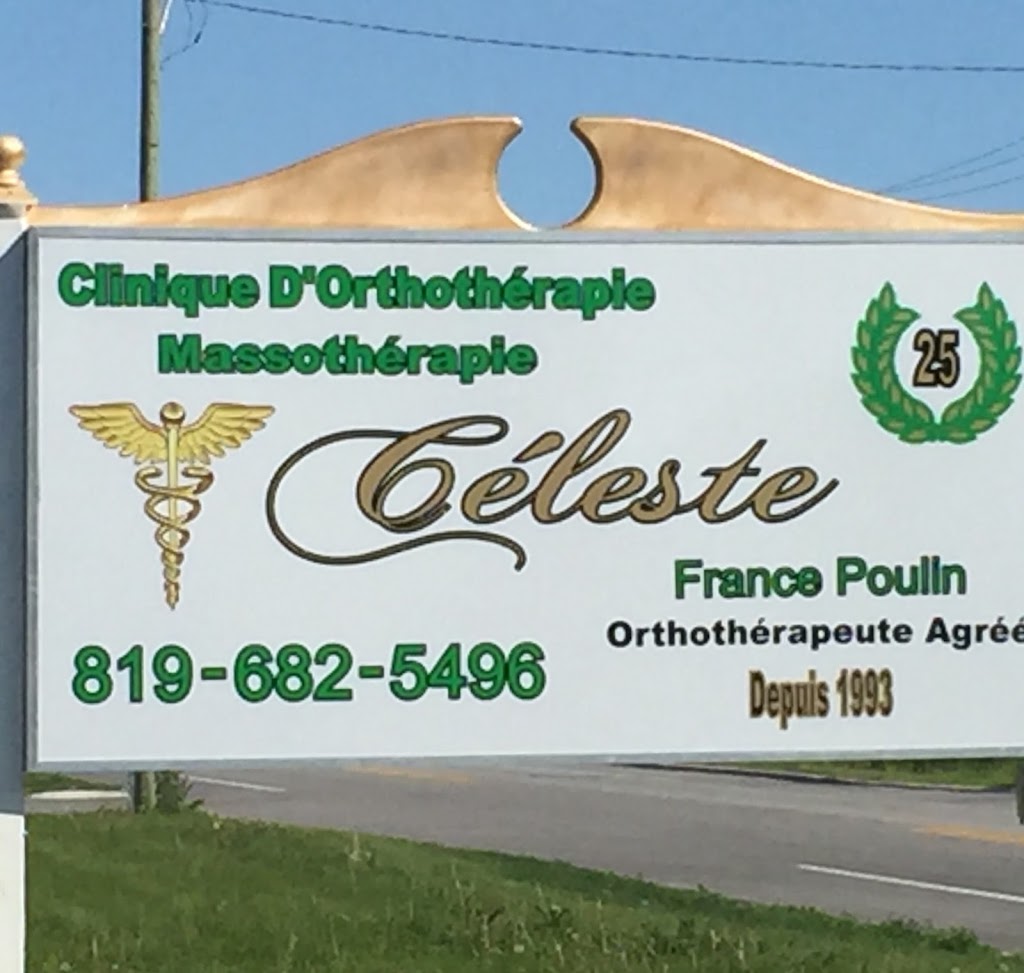 Clinique D'Orthothérapie
Massothérapie
25
Céleste
France Poulin
Orthothérapeute Agréé
819-682-5496
Depuis 1993